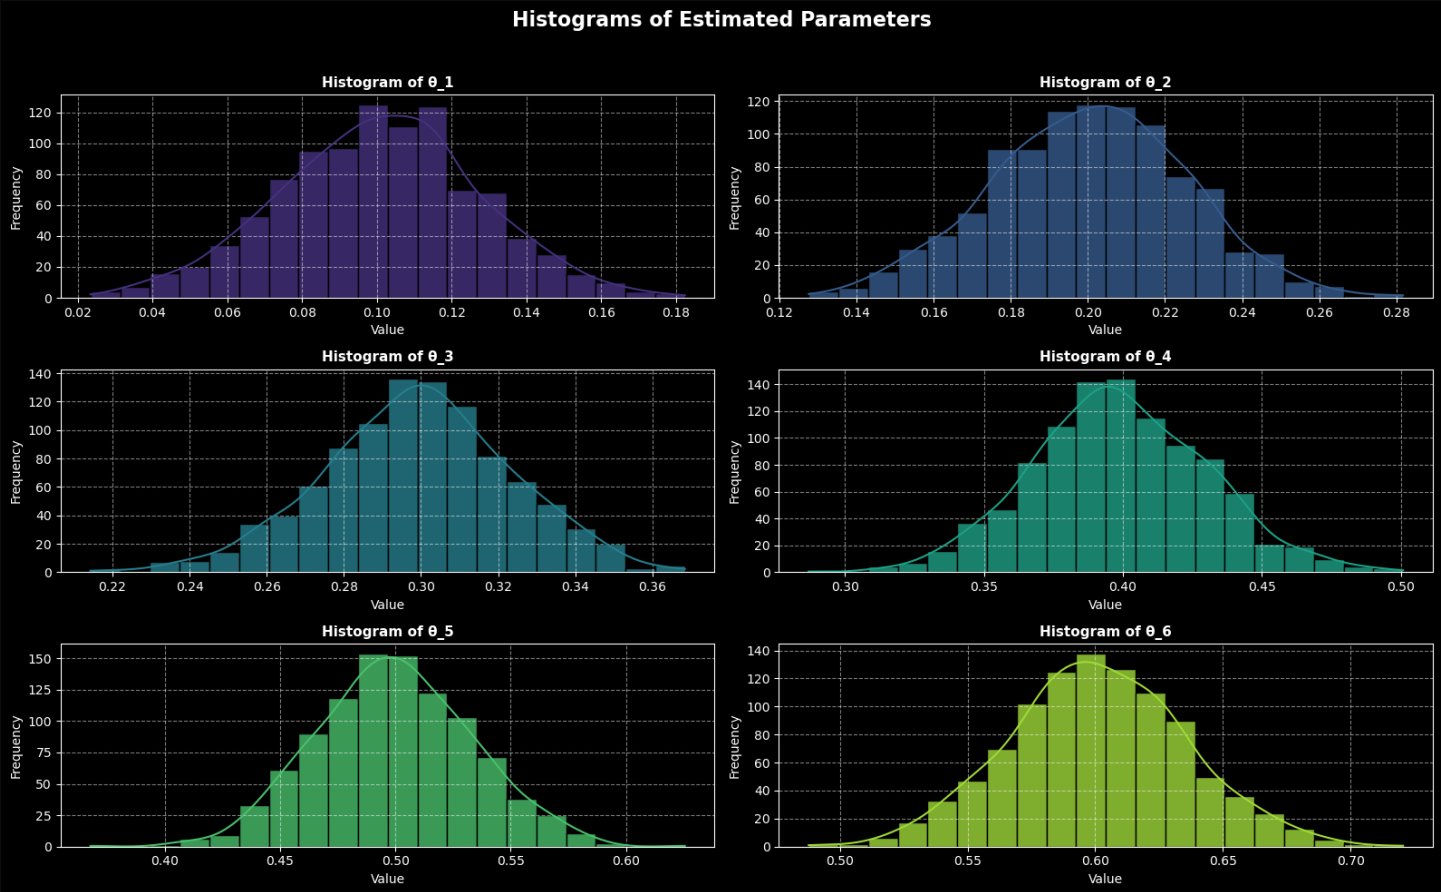 Histograms of Estimated Parameters
Histogram of θ_1
120
100
80
60
40
20
0
Frequency
0.02 0.04 0.06 0.08 0.10 0.12 0.14 0.16 0.18
Value
Histogram of θ_2
120
100
80
60
40
20
0
Frequency
0.12 0.14 0.16 0.18 0.20 0.22 0.24 0.26 0.28
Value
Histogram of θ_3
140
120
100
80
60
40
20
0
Frequency
0.22 0.24 0.26 0.28 0.30 0.32 0.34 0.36
Value
Histogram of θ_4
140
120
100
80
60
40
20
0
Frequency
0.30 0.35 0.40 0.45 0.50
Value
Histogram of θ_5
150
125
100
75
50
25
0
Frequency
0.40 0.45 0.50 0.55 0.60
Value
Histogram of θ_6
140
120
100
80
60
40
20
0
Frequency
0.50 0.55 0.60 0.65 0.70
Value